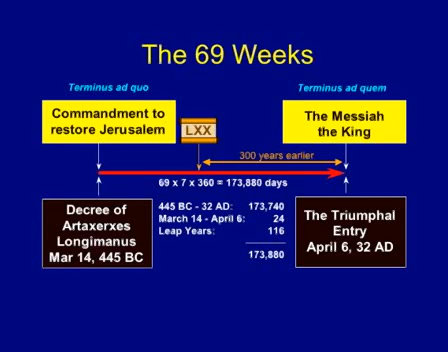 The 69 Weeks
Terminus ad quo
Terminus ad quem
Commandment to
restore Jerusalem
LXX
The Messiah
the King
300 years earlier
69 x 7 x 360 = 173,880 days
Decree of
Artaxerxes
Longimanus
Mar 14, 445 BC
445 BC - 32 AD: 173,740
March 14 - April 6: 24
Leap Years: 116
173,880
The Triumphal
Entry
April 6, 32 AD